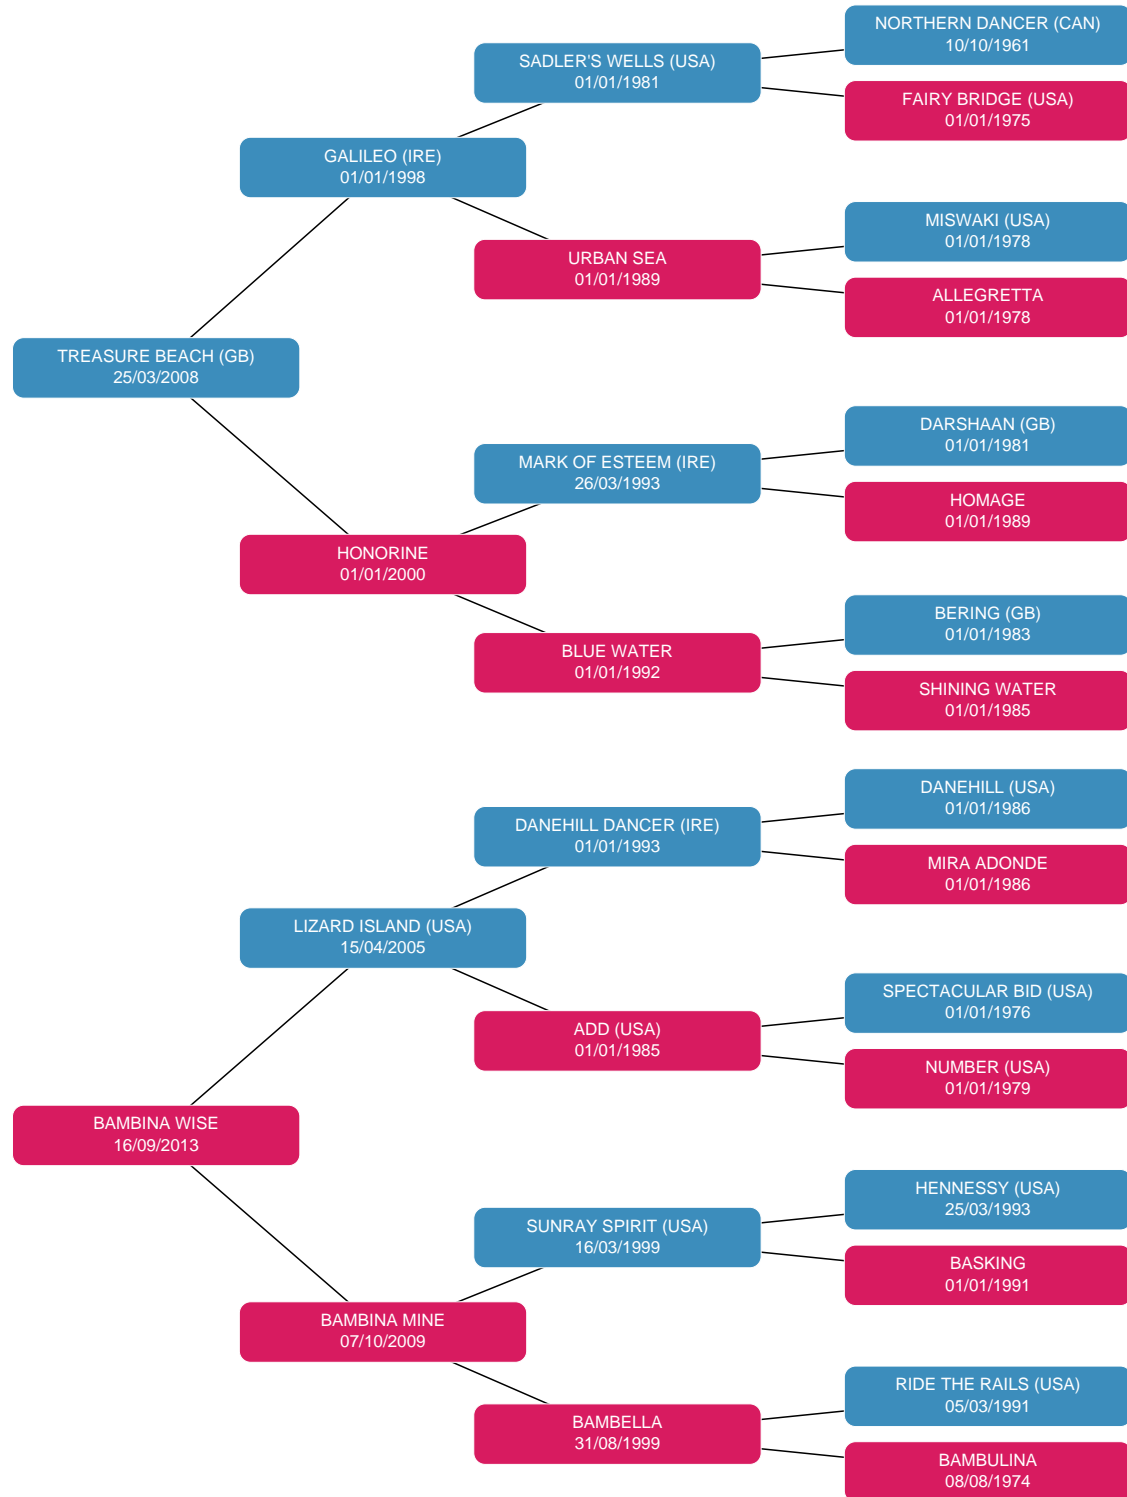 NORTHERN DANCER (CAN)
10/10/1961
SADLER'S WELLS (USA)
01/01/1981
FAIRY BRIDGE (USA)
01/01/1975
GALILEO (IRE)
01/01/1998
MISWAKI (USA)
01/01/1978
URBAN SEA
01/01/1989
ALLEGRETTA
01/01/1978
TREASURE BEACH (GB)
25/03/2008
DARSHAAN (GB)
01/01/1981
MARK OF ESTEEM (IRE)
26/03/1993
HOMAGE
01/01/1989
HONORINE
01/01/2000
BERING (GB)
01/01/1983
BLUE WATER
01/01/1992
SHINING WATER
01/01/1985
DANEHILL (USA)
01/01/1986
DANEHILL DANCER (IRE)
01/01/1993
MIRA ADONDE
01/01/1986
LIZARD ISLAND (USA)
15/04/2005
SPECTACULAR BID (USA)
01/01/1976
ADD (USA)
01/01/1985
NUMBER (USA)
01/01/1979
BAMBINA WISE
16/09/2013
HENNESSY (USA)
25/03/1993
SUNRAY SPIRIT (USA)
16/03/1999
BASKING
01/01/1991
BAMBINA MINE
07/10/2009
RIDE THE RAILS (USA)
05/03/1991
BAMBELLA
31/08/1999
BAMBULINA
08/08/1974